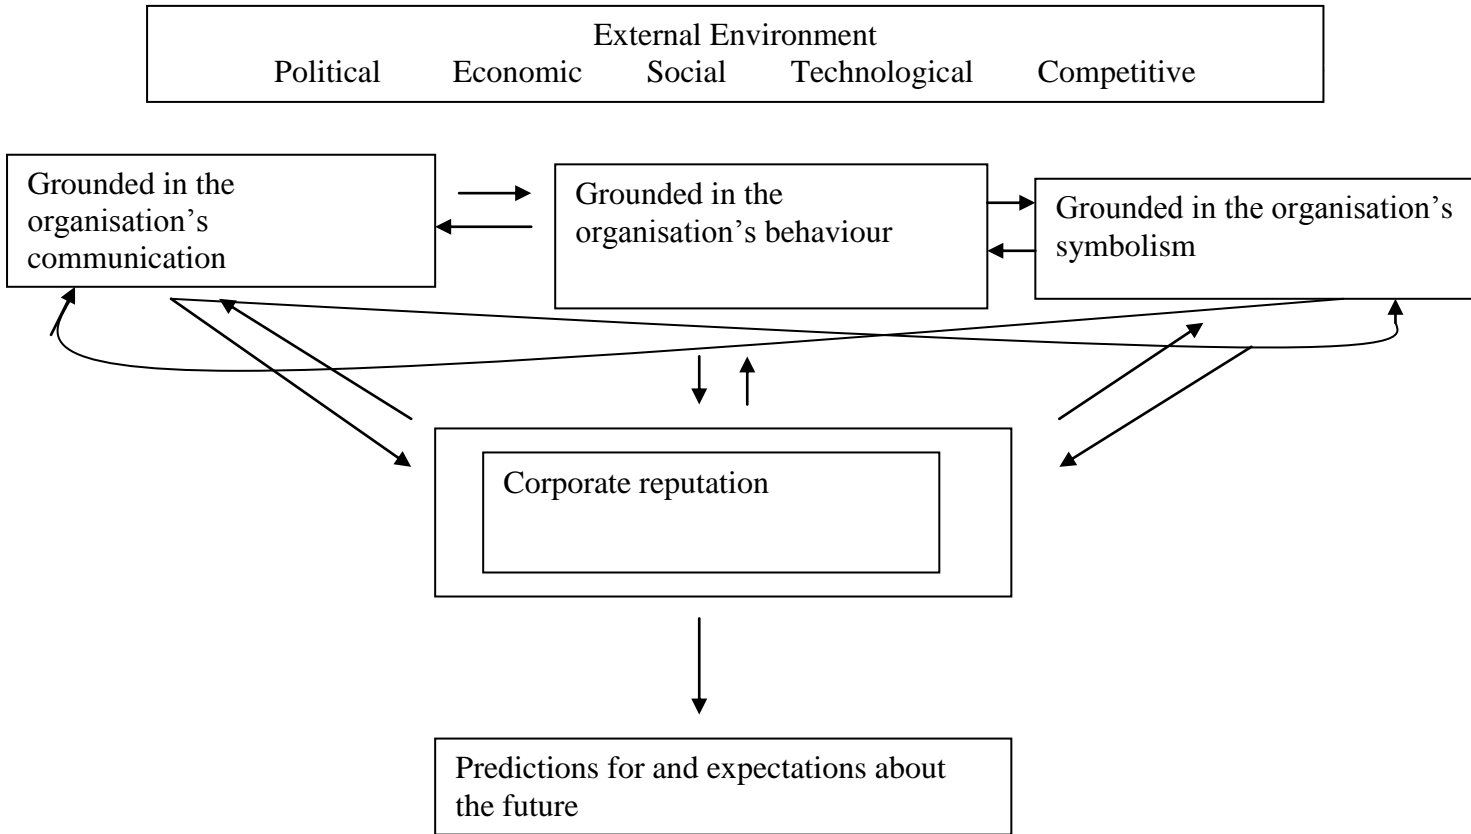 External Environment
Political Economic Social Technological Competitive
Grounded in the
organisation’s
communication
Grounded in the
organisation’s behaviour
Grounded in the organisation’s
symbolism
Corporate reputation
Predictions for and expectations about
the future